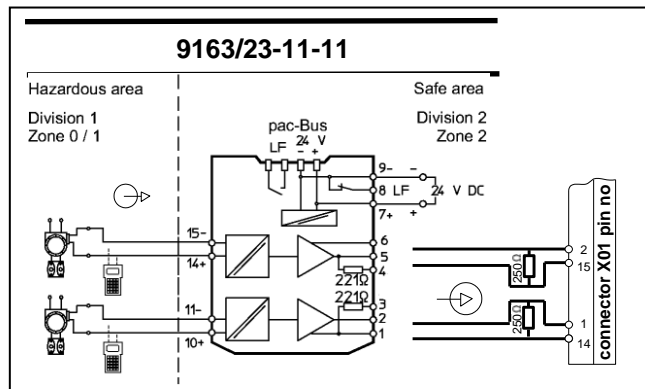 9163/23-11-11
Hazardous area
Safe area
Division 1
Zone 0 / 1
Division 2
Zone 2
pac-Bus
LF 24 V
- +
9- -
8 LF 24 V DC
7+ +
15-
14+
6
5
4
221Ω
221Ω
3
2
1
11-
10+
250Ω
250Ω
2
15
1
14
connector X01 pin no